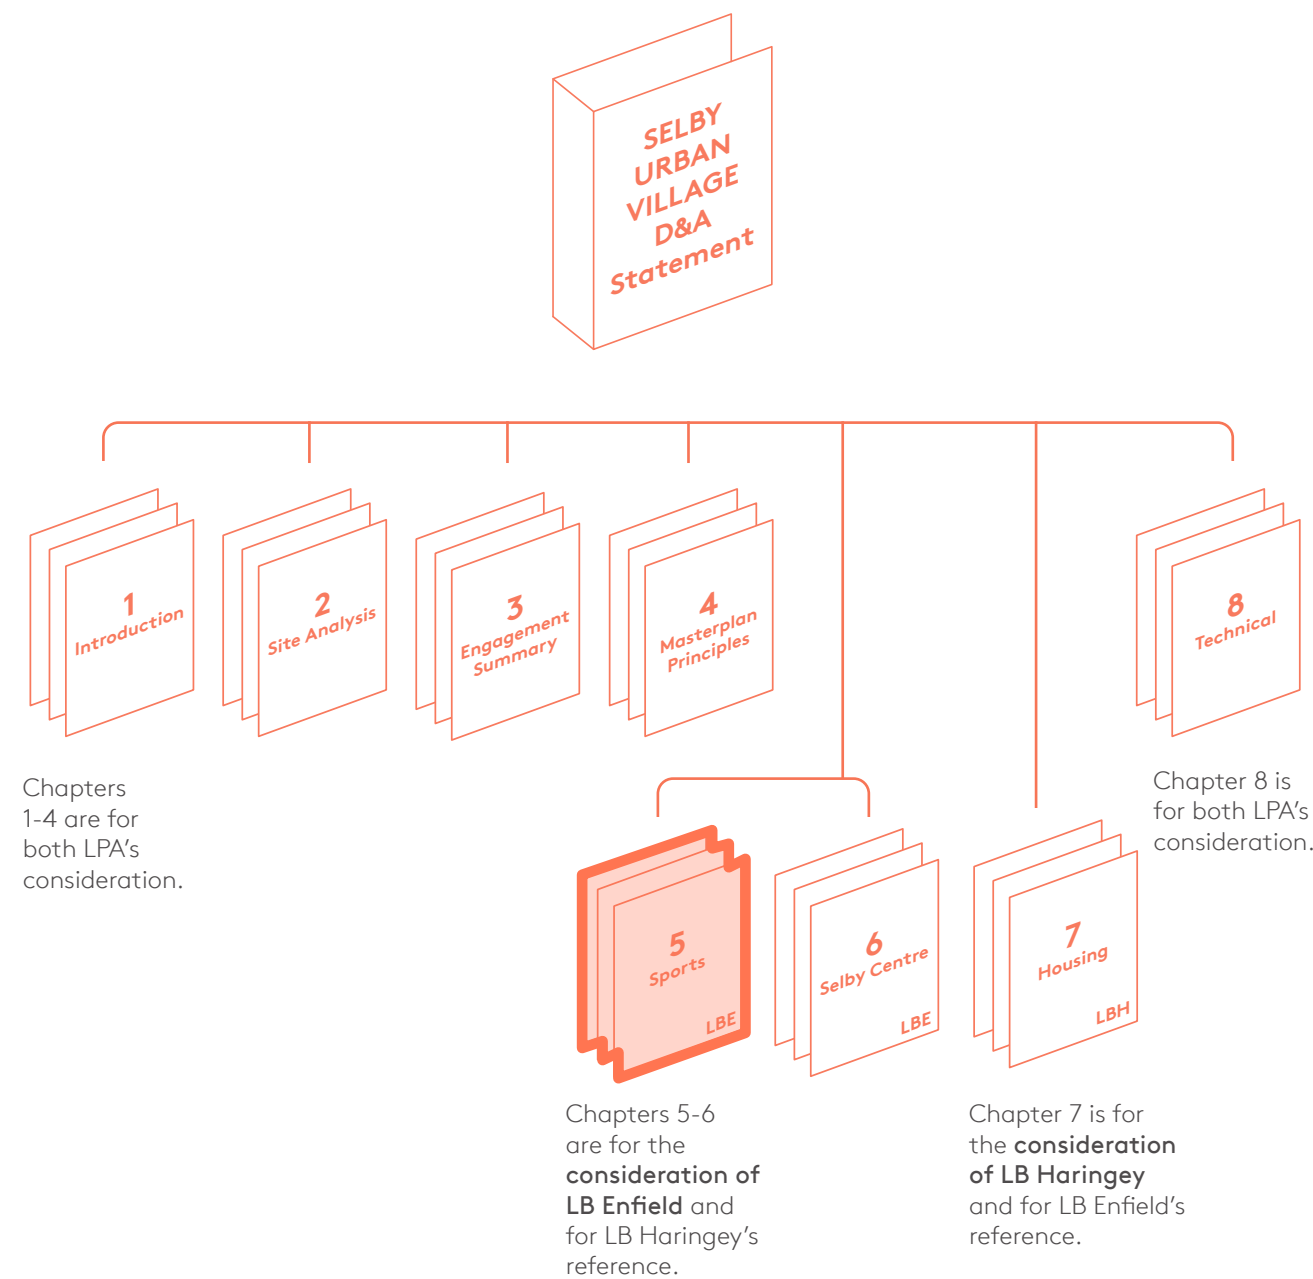 SELBY
URBAN
VILLAGE
D&A
Statement
1
Introduction
2
Site Analysis
3
Engagement
Summary
4
Masterplan
Principles
8
Technical
Chapters
1-4 are for
both LPA’s
consideration.
Chapter 8 is
for both LPA’s
consideration.
5
Sports
LBE
6
Selby Centre
LBE
7
Housing
LBH
Chapters 5-6
are for the
consideration of
LB Enfield and
for LB Haringey’s
reference.
Chapter 7 is for
the consideration
of LB Haringey
and for LB Enfield’s
reference.